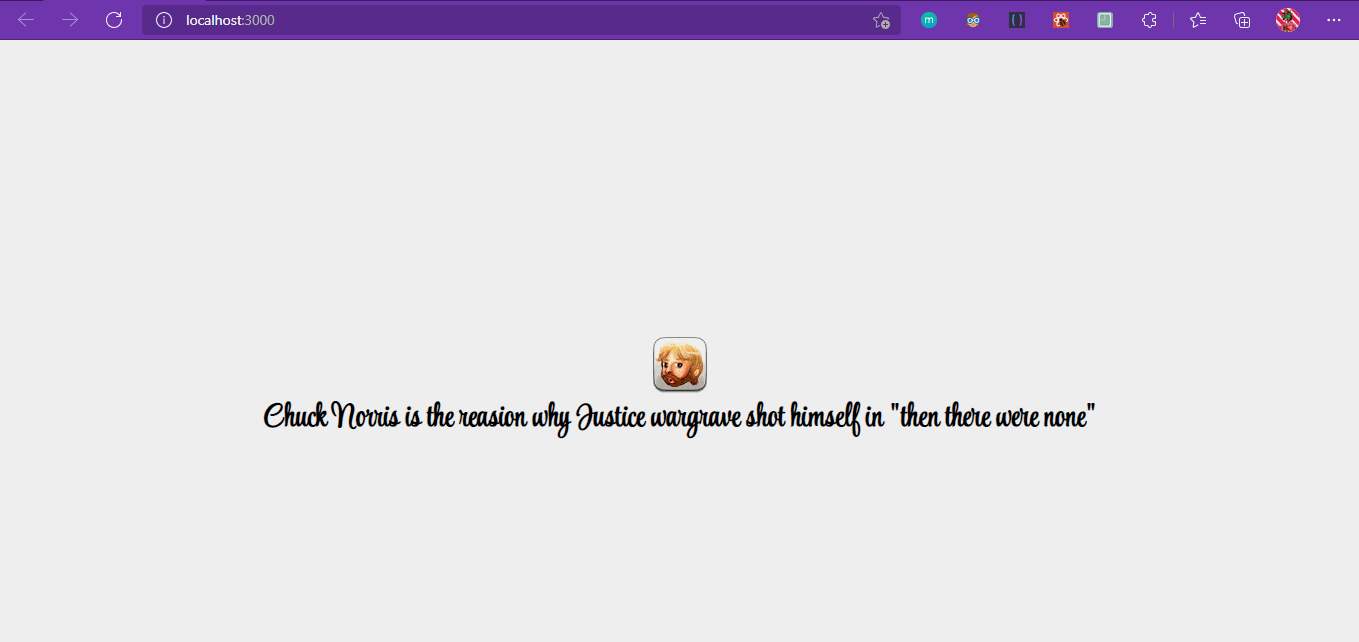 localhost:3000
m
Chuck Norris is the reasion why Justice wargrave shot himself in "then there were none"